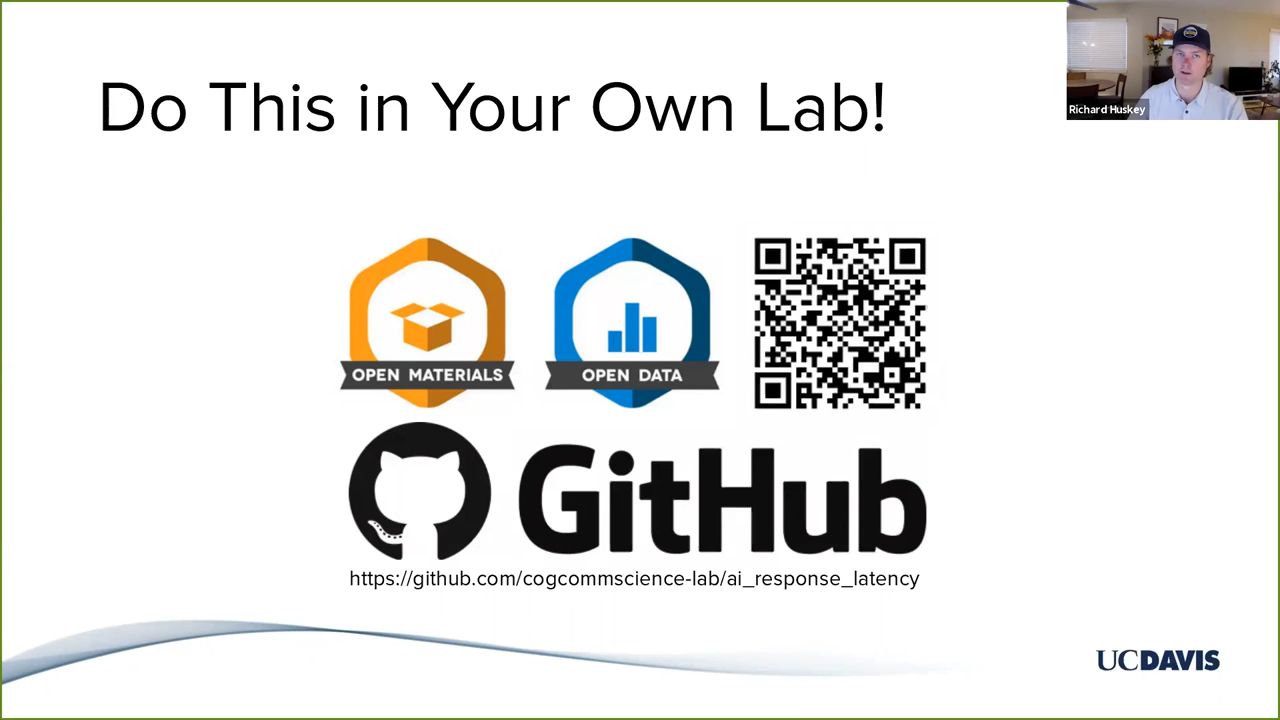 Do This in Your Own Lab!
Richard Huskey
OPEN MATERIALS
OPEN DATA
GitHub
https://github.com/cogcommscience-lab/ai_response_latency
UCDAVIS